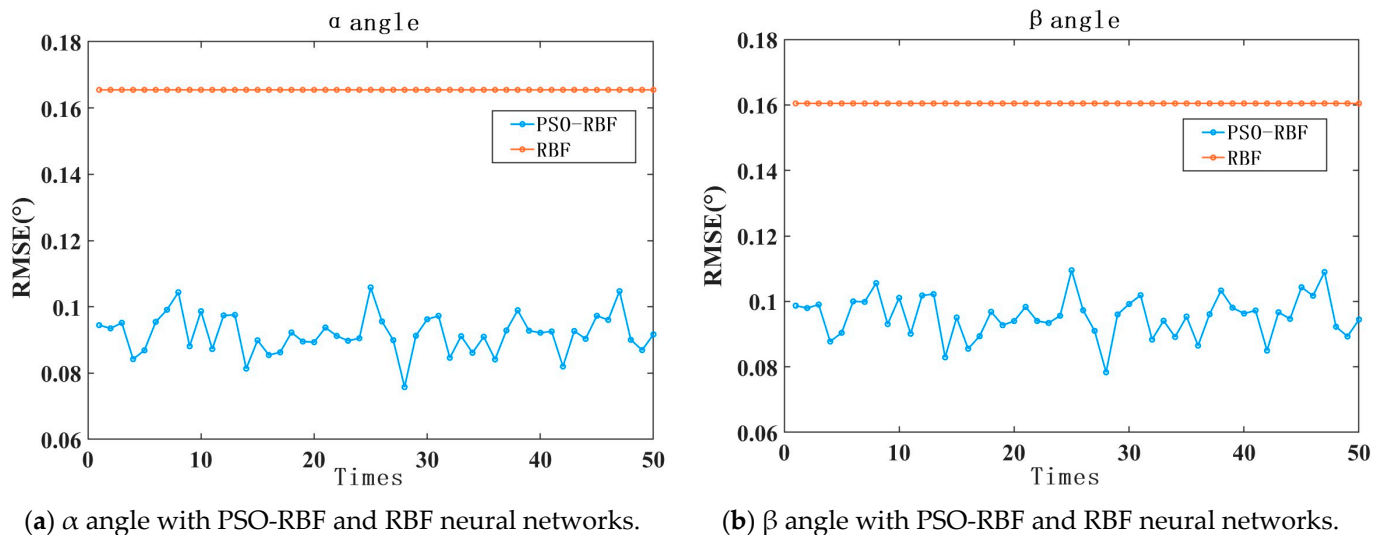 α angle
0.18
0.16
0.14
0.12
0.1
0.08
0.06
RMSE(°)
PSO-RBF
RBF
0
10
20
30
40
50
Times
(a) α angle with PSO-RBF and RBF neural networks.
β angle
0.18
0.16
0.14
0.12
0.1
0.08
0.06
RMSE(°)
PSO-RBF
RBF
0
10
20
30
40
50
Times
(b) β angle with PSO-RBF and RBF neural networks.